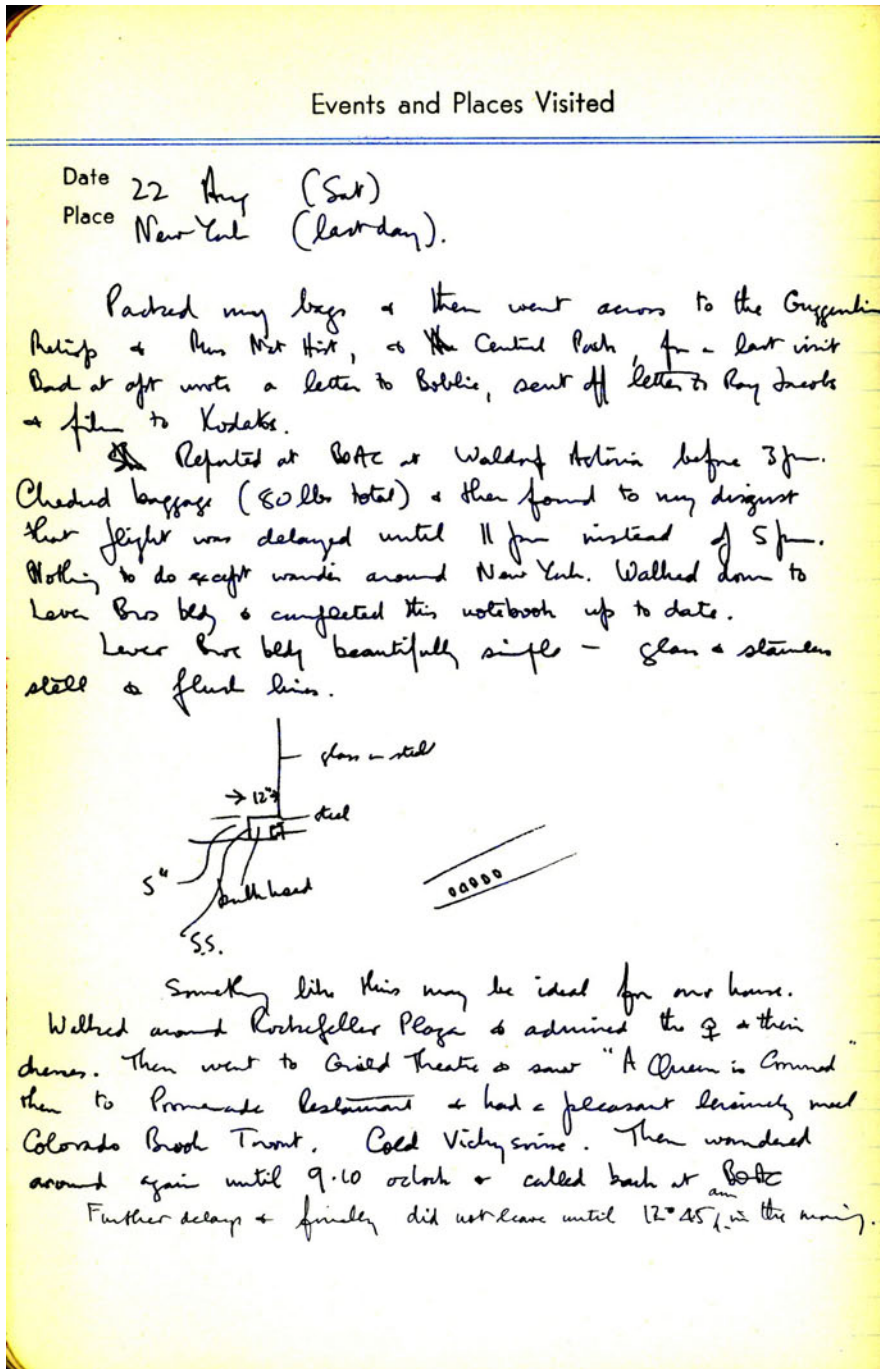 Events and Places Visited
Date 22 Aug (Sat)
Place New York (last day).
Packed my bags & then went across to the Guggenheim
& Mus Nat Hist, & Central Park, for a last visit
Back at apt wrote a letter to Bobbie, sent off letter to Ray Jacobs
& film to Kodaks.
Reported at BOAC at Waldorf Astoria before 3 pm.
Checked baggage (80 lbs total) & then found to my disgust
that flight was delayed until 11 pm instead of 5 pm.
Nothing to do except wander around New York. Walked down to
Lever Bros bldg & completed this notebook up to date.
Lever Bros bldg beautifully simple – glass & stainless
steel & flush lines.
glass in steel
→ 12"
steel
5"
bulkhead
S.S.
Something like this may be ideal for our house.
Walked around Rockefeller Plaza & admired the ♀ & their
dresses. Then went to Guild Theatre & saw "A Queen is Crowned"
then to Promenade Restaurant & had a pleasant leisurely meal
Colorado Brook Trout. Cold Vichysoise. Then wandered
around again until 9.10 oclock & called back at BOAC
Further delays & finally did not leave until 12.45 am in the morning.